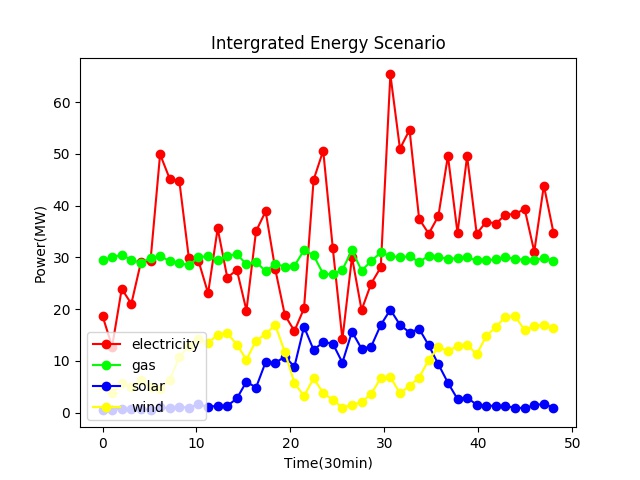 Intergrated Energy Scenario
Power(MW)
60
50
40
30
20
10
0
electricity
gas
solar
wind
0 10 20 30 40 50
Time(30min)